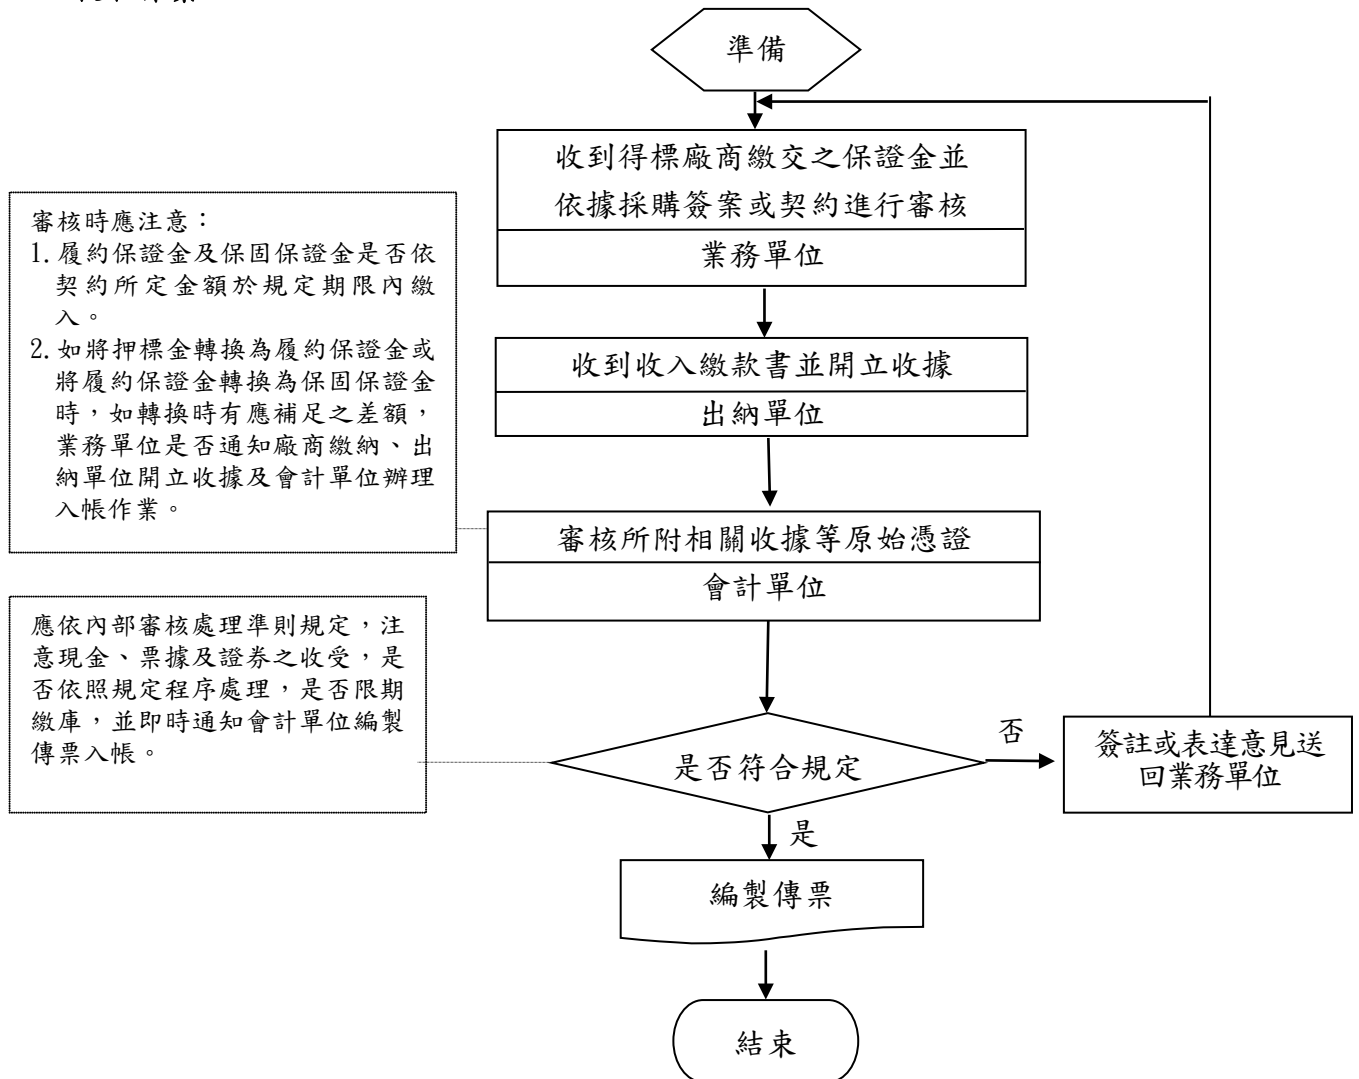 準備
收到得標廠商繳交之保證金並
依據採購簽案或契約進行審核
業務單位
審核時應注意：
1. 履約保證金及保固保證金是否依
契約所定金額於規定期限內繳
入。
2. 如將押標金轉換為履約保證金或
將履約保證金轉換為保固保證金
時，如轉換時有應補足之差額，
業務單位是否通知廠商繳納、出
納單位開立收據及會計單位辦理
入帳作業。
收到收入繳款書並開立收據
出納單位
審核所附相關收據等原始憑證
會計單位
應依內部審核處理準則規定，注
意現金、票據及證券之收受，是
否依照規定程序處理，是否限期
繳庫，並即時通知會計單位編製
傳票入帳。
是否符合規定
否
簽註或表達意見送
回業務單位
是
編製傳票
結束